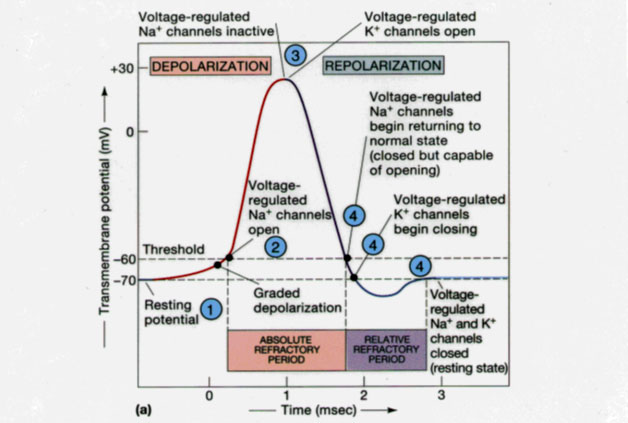 Voltage-regulated
Na+ channels inactive
Voltage-regulated
K+ channels open
3
+30
DEPOLARIZATION
REPOLARIZATION
Voltage-regulated
Na+ channels
begin returning to
normal state
(closed but capable
of opening)
0
Transmembrane potential (mV)
Voltage-
regulated
Na+ channels
open
2
4
Voltage-regulated
K+ channels
begin closing
4
Threshold
–60
–70
4
Resting
potential
1
Graded
depolarization
Voltage-
regulated
Na+ and K+
channels
closed
(resting state)
ABSOLUTE
REFRACTORY
PERIOD
RELATIVE
REFRACTORY
PERIOD
0
1
2
3
(a)
Time (msec)